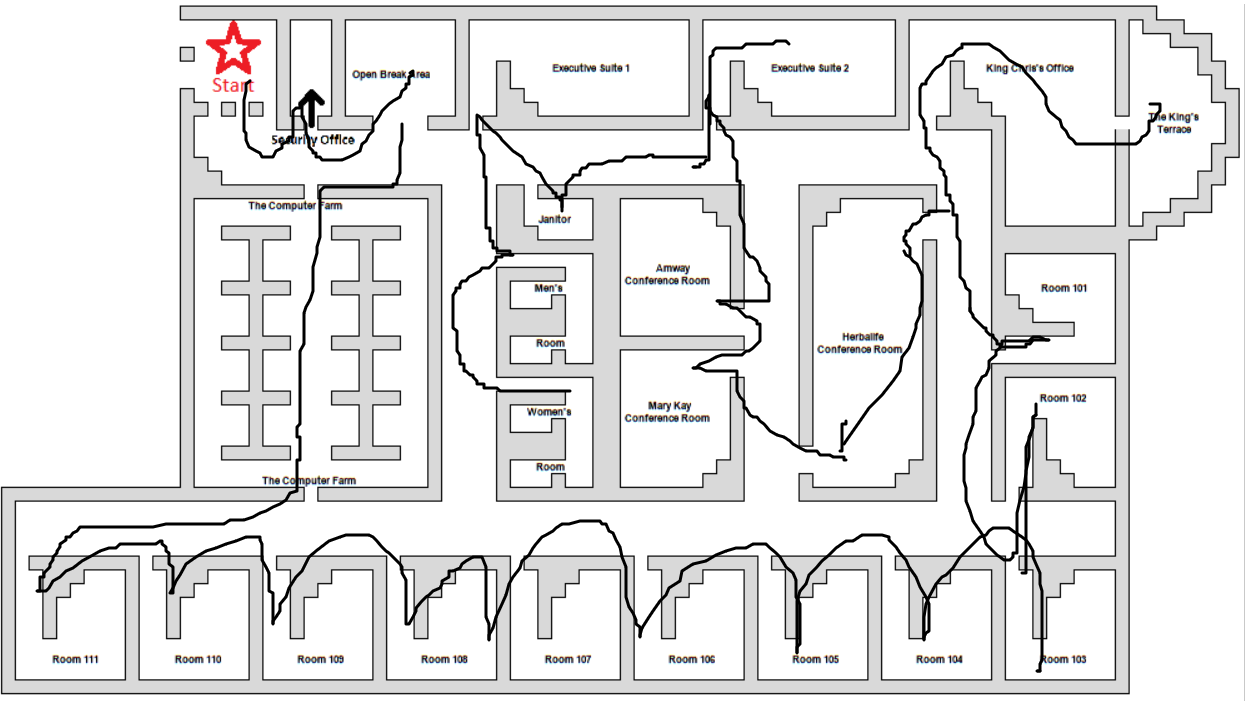 Start
Open Break Area
Executive Suite 1
Executive Suite 2
King Chris's Office
The King's
Terrace
Security Office
The Computer Farm
Janitor
Amway
Conference Room
Men's
Room
Room 101
Herbalife
Conference Room
Mary Kay
Conference Room
Women's
Room
Room 102
The Computer Farm
Room 111
Room 110
Room 109
Room 108
Room 107
Room 106
Room 105
Room 104
Room 103